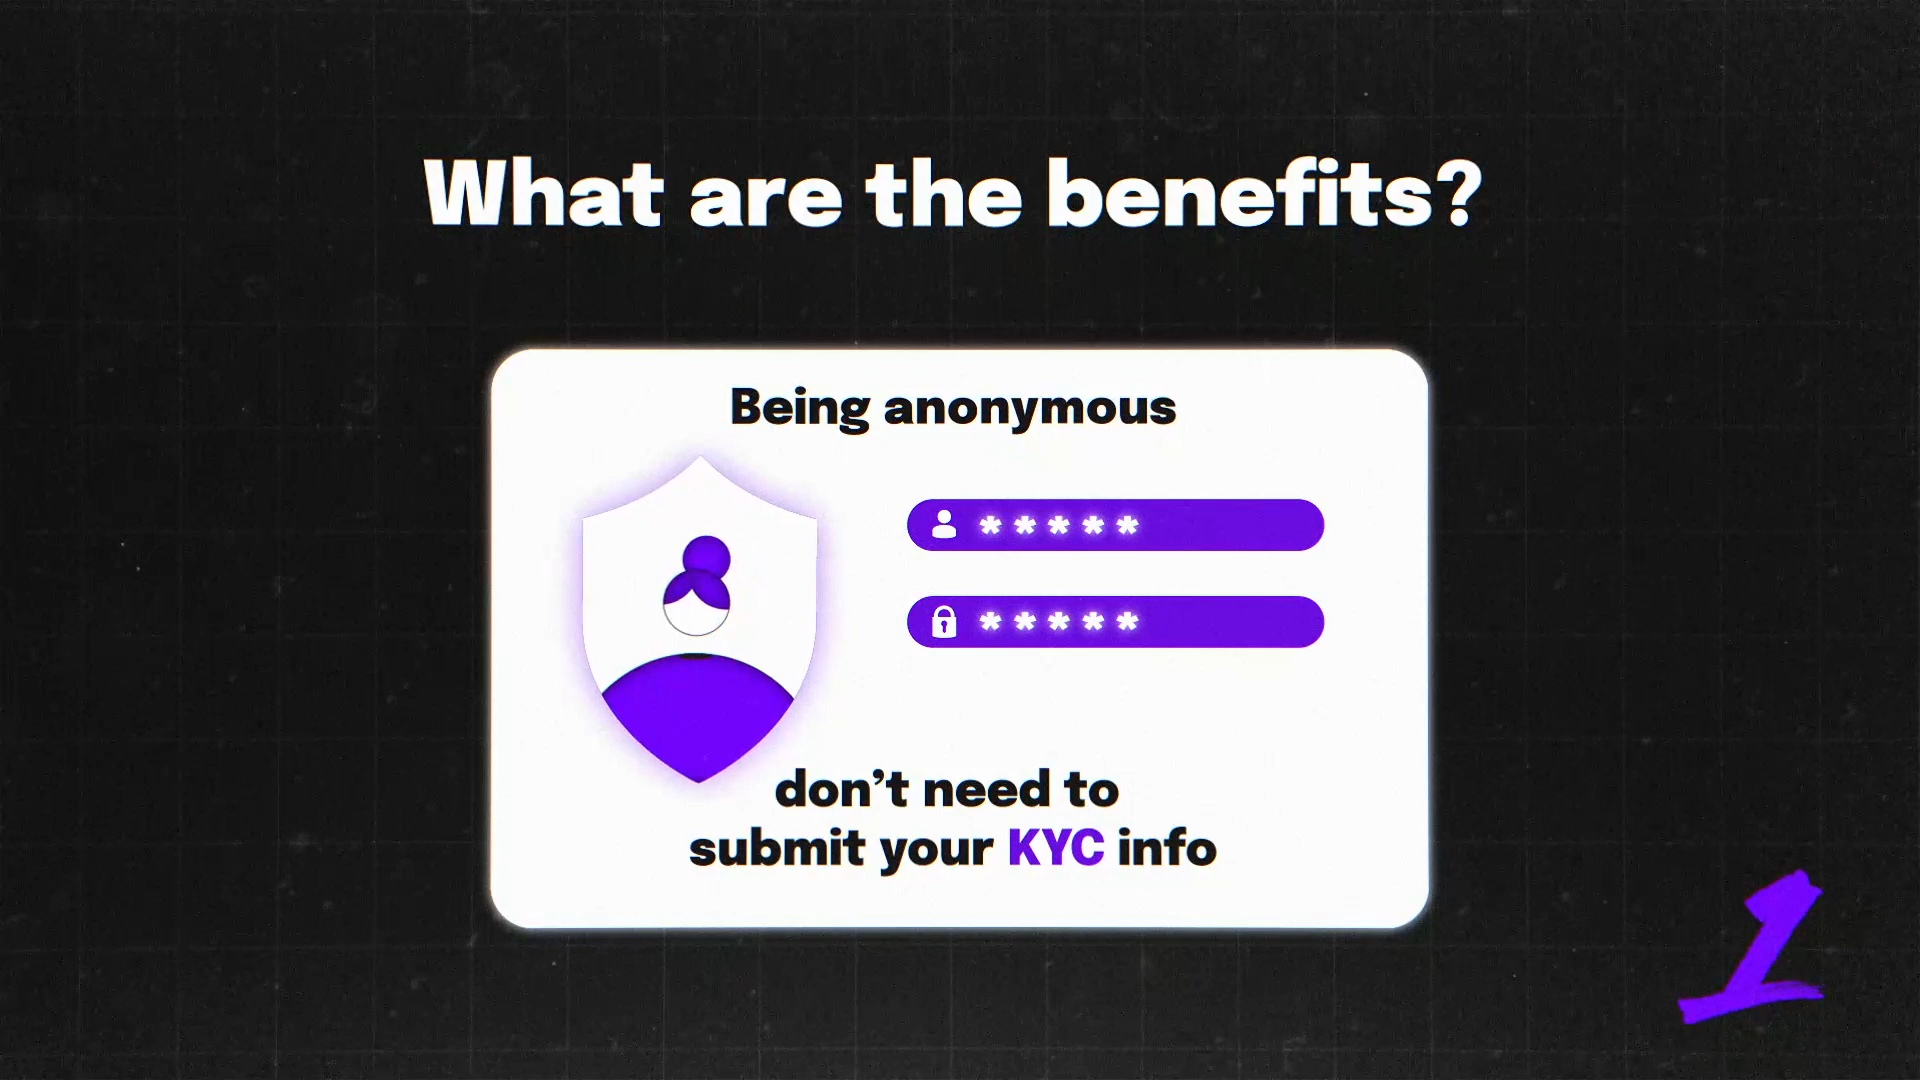 What are the benefits?
Being anonymous
*****
*****
don’t need to
submit your KYC info
1